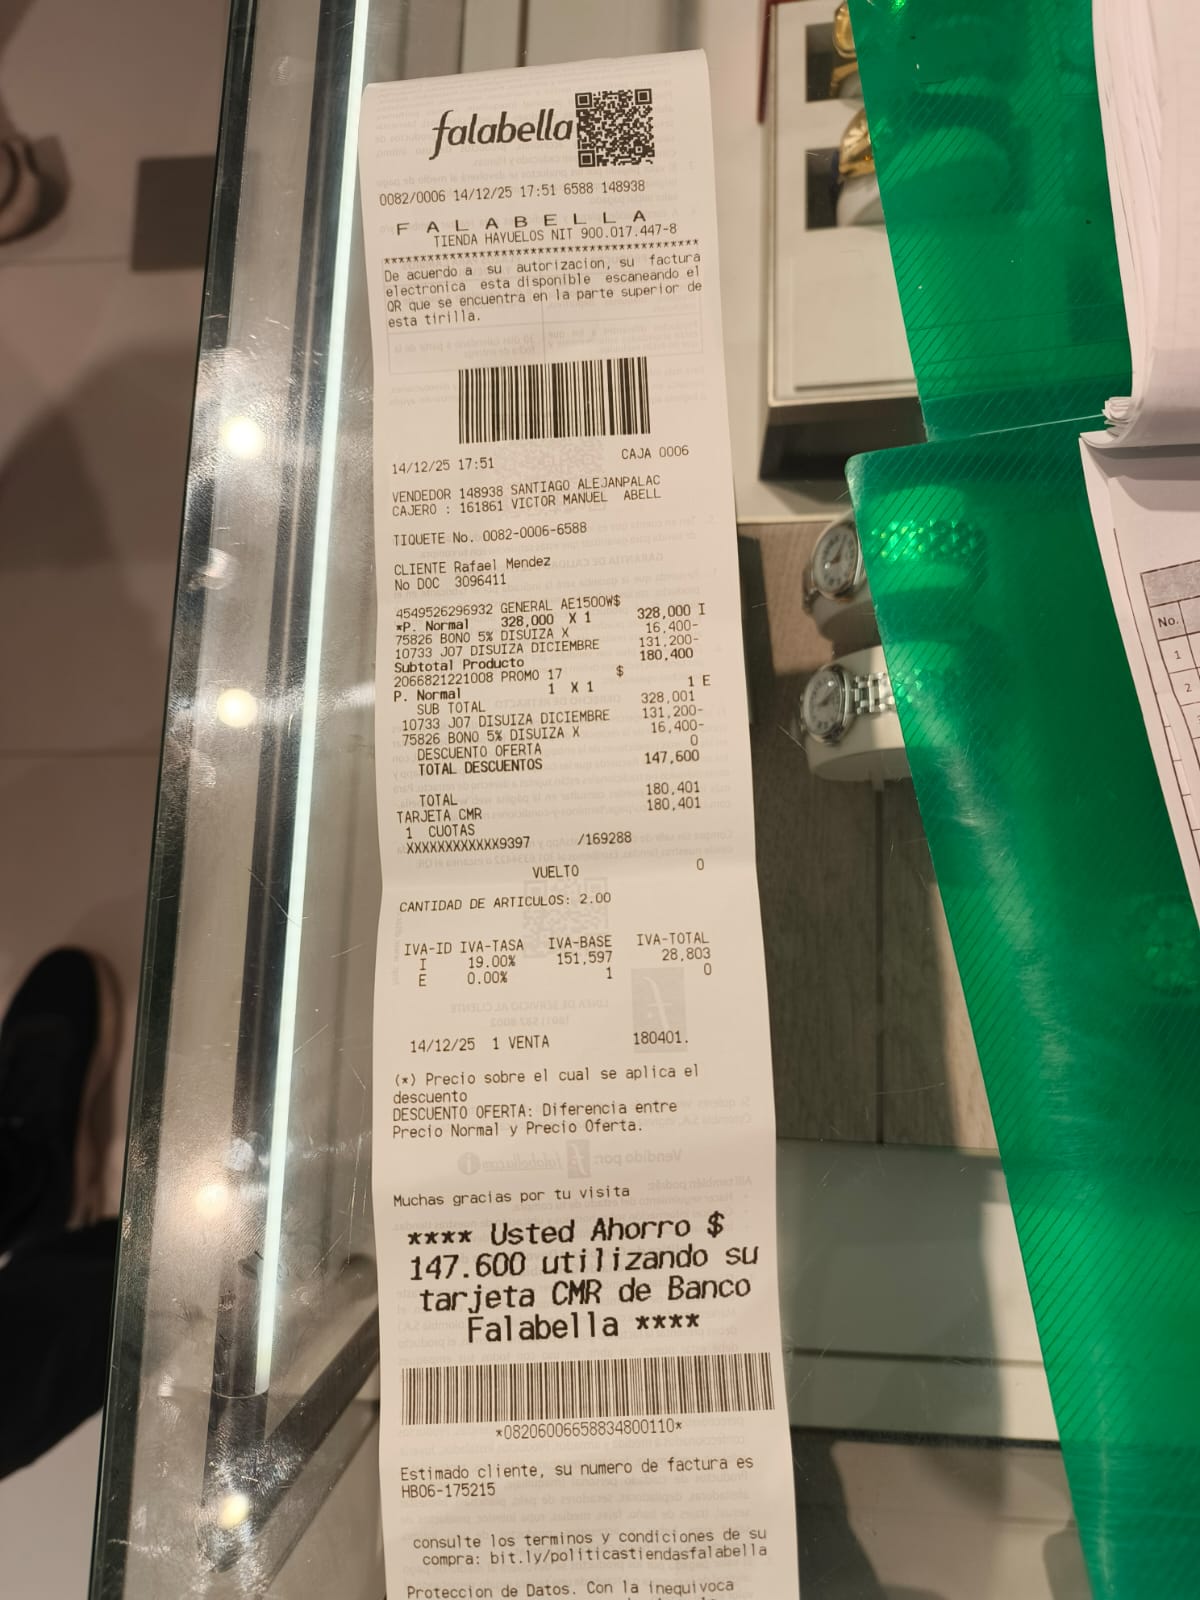 falabella
0082/0006 14/12/25 17:51 6588 148938
F A L A B E L L A
TIENDA HAYUELOS NIT 900.017.447-8
******************************************
De acuerdo a su autorizacion, su factura
electronica esta disponible escaneando el
QR que se encuentra en la parte superior de
esta tirilla.
14/12/25 17:51 CAJA 0006
VENDEDOR 148938 SANTIAGO ALEJANPALAC
CAJERO : 161861 VICTOR MANUEL ABELL
TIQUETE No. 0082-0006-6588
CLIENTE Rafael Mendez
No DOC 3096411
4549526296932 GENERAL AE1500W$ 328,000 I
*P. Normal 328,000 X 1
75826 BONO 5% DISUIZA X 16,400-
10733 J07 DISUIZA DICIEMBRE 131,200-
Subtotal Producto 180,400
2066821221008 PROMO 17 $ 1 E
P. Normal 1 X 1
SUB TOTAL 328,001
10733 J07 DISUIZA DICIEMBRE 131,200-
75826 BONO 5% DISUIZA X 16,400-
DESCUENTO OFERTA 0
TOTAL DESCUENTOS 147,600
TOTAL 180,401
TARJETA CMR 180,401
1 CUOTAS
XXXXXXXXXXXX9397 /169288
VUELTO 0
CANTIDAD DE ARTICULOS: 2.00
IVA-ID IVA-TASA IVA-BASE IVA-TOTAL
I 19.00% 151,597 28,803
E 0.00% 1 0
14/12/25 1 VENTA 180401.
(*) Precio sobre el cual se aplica el
descuento
DESCUENTO OFERTA: Diferencia entre
Precio Normal y Precio Oferta.
Muchas gracias por tu visita
**** Usted Ahorro $
147.600 utilizando su
tarjeta CMR de Banco
Falabella ****
*08206006658834800110*
Estimado cliente, su numero de factura es
HB06-175215
consulte los terminos y condiciones de su
compra: bit.ly/politicastiendasfalabella
Proteccion de Datos. Con la inequivoca
No.
1
2